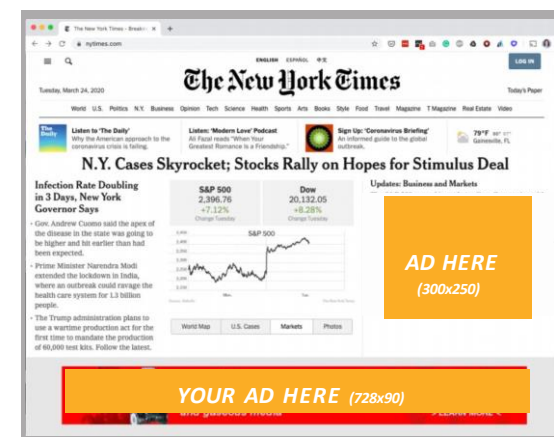 The New York Times - Breaki
nytimes.com
ENGLISH ESPAÑOL 中文
LOG IN
The New York Times
Tuesday, March 24, 2020
Today's Paper
World U.S. Politics N.Y. Business Opinion Tech Science Health Sports Arts Books Style Food Travel Magazine T Magazine Real Estate Video
The Daily
Listen to 'The Daily'
Why the American approach to the
coronavirus crisis is failing.
Listen: 'Modern Love' Podcast
Ali Fazal reads "When Your
Greatest Romance Is a Friendship."
Sign Up: 'Coronavirus Briefing'
An informed guide to the global
outbreak.
79°F
Gainesville, FL
N.Y. Cases Skyrocket; Stocks Rally on Hopes for Stimulus Deal
Infection Rate Doubling
in 3 Days, New York
Governor Says
• Gov. Andrew Cuomo said the apex of
the disease in the state was going to
be higher and hit earlier than had
been expected.
• Prime Minister Narendra Modi
extended the lockdown in India,
where an outbreak could ravage the
health care system for 1.3 billion
people.
• The Trump administration plans to
use a wartime production act for the
first time to mandate the production
of 60,000 test kits. Follow the latest.
S&P 500
2,396.76
+7.12%
Change Tuesday
Dow
20,132.05
+8.28%
Change Tuesday
S&P 500
World Map U.S. Cases Markets Photos
Updates: Business and Markets
AD HERE
(300x250)
YOUR AD HERE (728x90)
and gaseous media
LEARN MORE